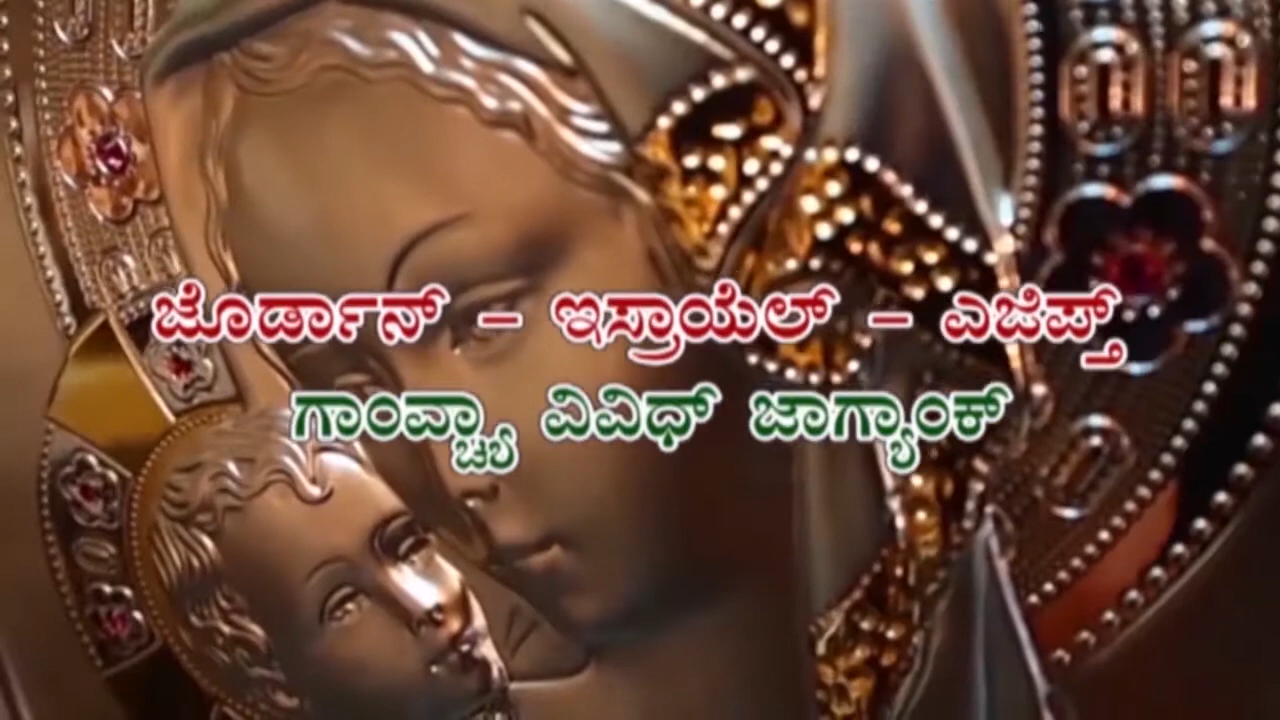 ಜೊರ್ಡಾನ್ – ಇಸ್ರಾಯೆಲ್ – ಎಜಿಪ್ತ್
ಗಾಂವ್ಚ್ಯಾ ವಿವಿಧ್ ಜಾಗ್ಯಾಂಕ್